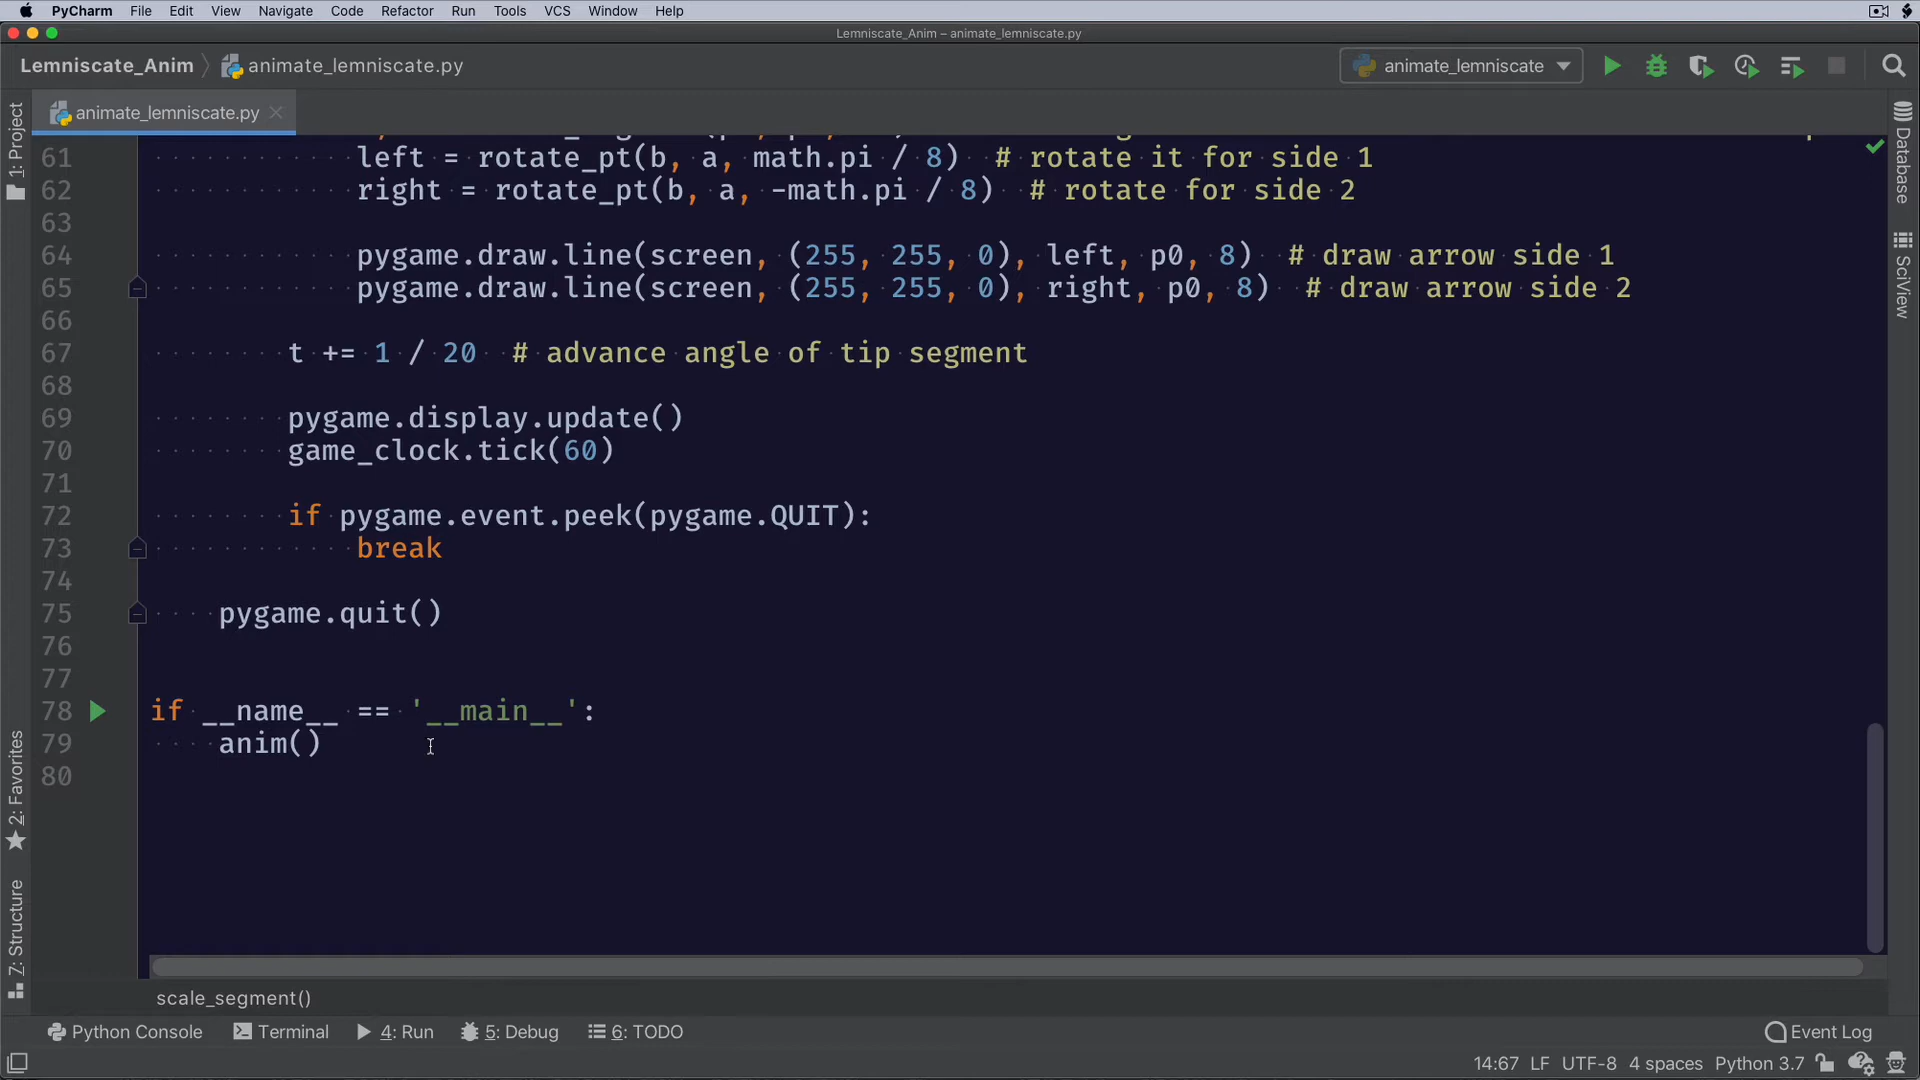 PyCharm File Edit View Navigate Code Refactor Run Tools VCS Window Help
Lemniscate_Anim – animate_lemniscate.py
Lemniscate_Anim animate_lemniscate.py animate_lemniscate
animate_lemniscate.py
1: Project
Database
SciView
2: Favorites
7: Structure
61 left = rotate_pt(b, a, math.pi / 8)  # rotate it for side 1
62 right = rotate_pt(b, a, -math.pi / 8)  # rotate for side 2
63
64 pygame.draw.line(screen, (255, 255, 0), left, p0, 8)  # draw arrow side 1
65 pygame.draw.line(screen, (255, 255, 0), right, p0, 8)  # draw arrow side 2
66
67 t += 1 / 20  # advance angle of tip segment
68
69 pygame.display.update()
70 game_clock.tick(60)
71
72 if pygame.event.peek(pygame.QUIT):
73 break
74
75 pygame.quit()
76
77
78 if __name__ == '__main__':
79 anim()
80
scale_segment()
Python Console Terminal 4: Run 5: Debug 6: TODO Event Log
14:67 LF UTF-8 4 spaces Python 3.7